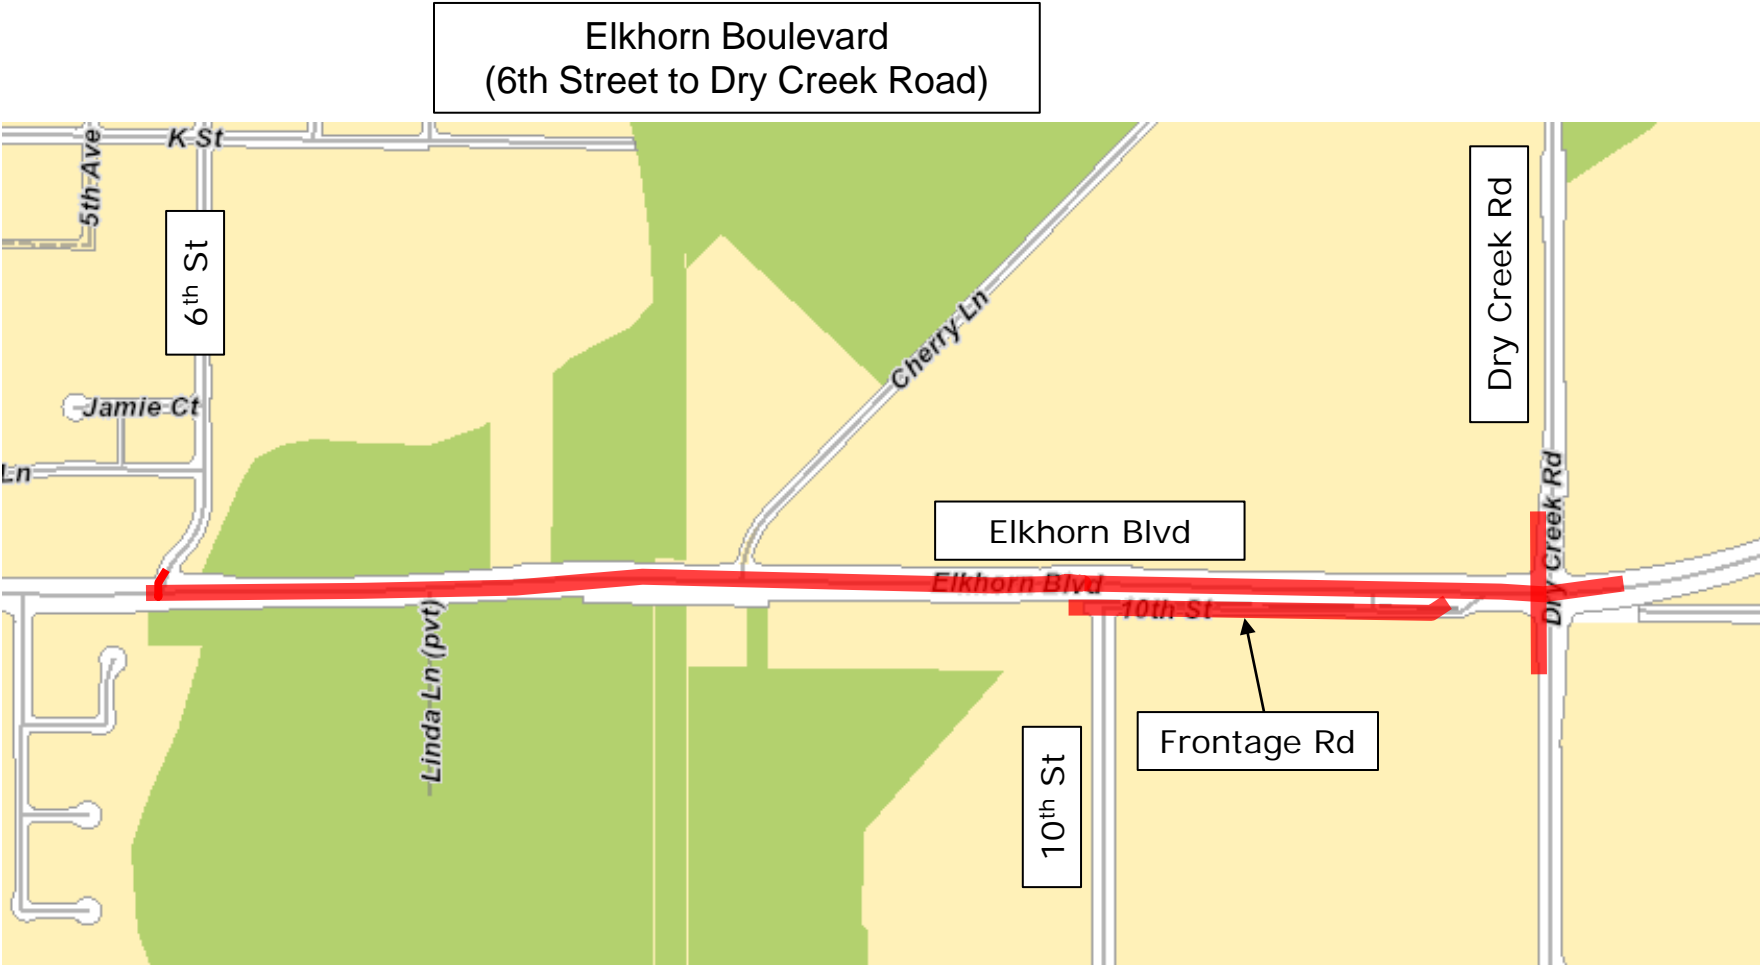 Elkhorn Boulevard
(6th Street to Dry Creek Road)
K St
5th Ave
6th St
Dry Creek Rd
Cherry Ln
Jamie Ct
Ln
Dry Creek Rd
Elkhorn Blvd
Elkhorn Blvd
10th St
Linda Ln (pvt)
Frontage Rd
10th St